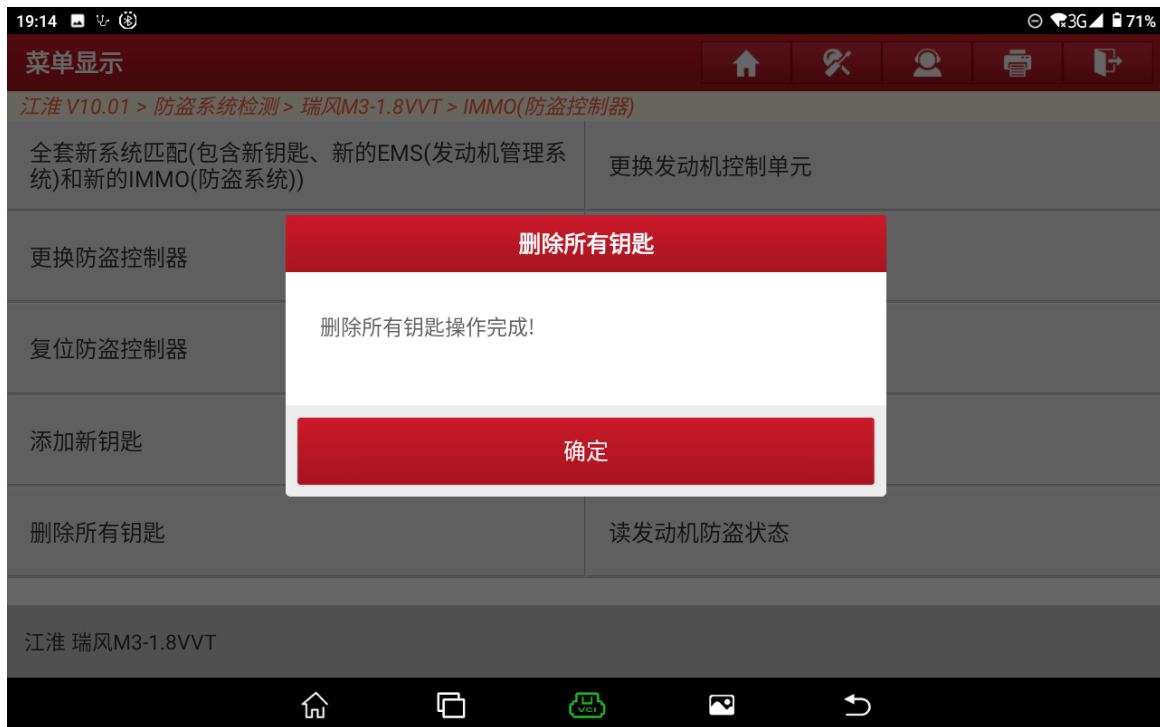 19:14
3G
71%
菜单显示
江淮 V10.01 > 防盗系统检测 > 瑞风M3-1.8VVT > IMMO(防盗控制器)
全套新系统匹配(包含新钥匙、新的EMS(发动机管理系
统)和新的IMMO(防盗系统))
更换发动机控制单元
更换防盗控制器
删除所有钥匙
删除所有钥匙操作完成!
复位防盗控制器
添加新钥匙
确定
删除所有钥匙
读发动机防盗状态
江淮 瑞风M3-1.8VVT
VCI